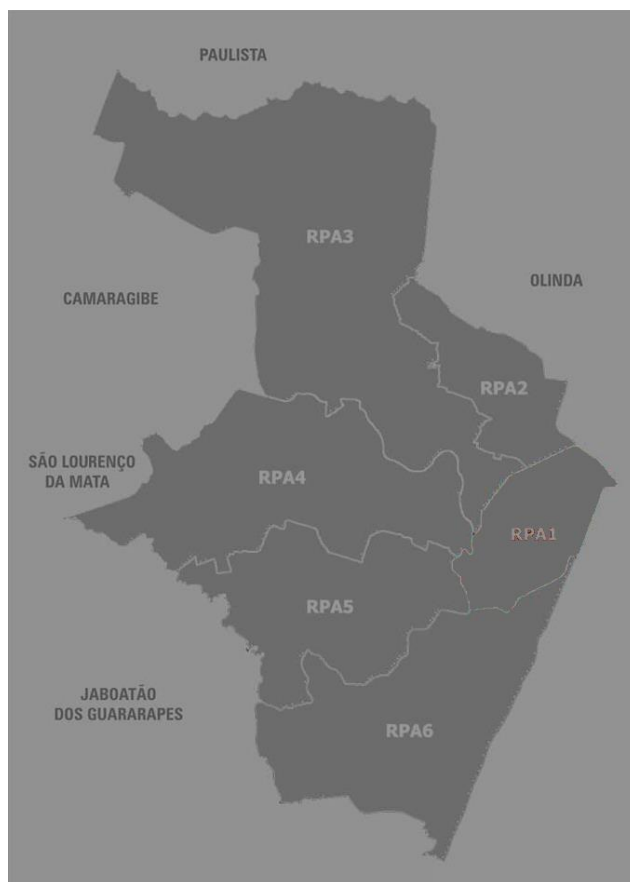 PAULISTA
RPA3
OLINDA
CAMARAGIBE
RPA2
SÃO LOURENÇO
DA MATA
RPA4
RPA1
RPA5
JABOATÃO
DOS GUARARAPES
RPA6